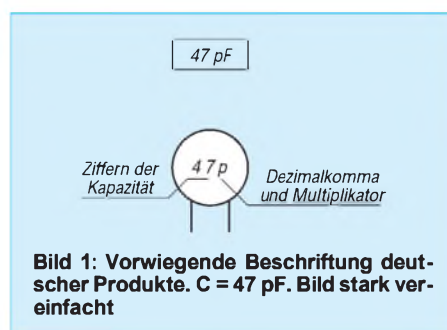 47 pF
47p
Ziffern der
Kapazität
Dezimalkomma
und Multiplikator
Bild 1: Vorwiegende Beschriftung deut-
scher Produkte. C = 47 pF. Bild stark ver-
einfacht